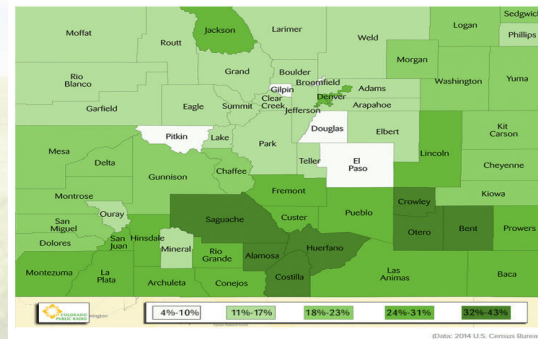 Moffat
Routt
Jackson
Larimer
Weld
Logan
Sedgwick
Phillips
Morgan
Rio
Blanco
Grand
Boulder
Broomfield
Gilpin
Clear
Creek
Denver
Adams
Washington
Yuma
Garfield
Eagle
Summit
Jefferson
Arapahoe
Pitkin
Lake
Park
Douglas
Elbert
Kit
Carson
Lincoln
Mesa
Delta
Gunnison
Chaffee
Teller
El
Paso
Cheyenne
Montrose
Ouray
Fremont
Kiowa
San
Miguel
Saguache
Custer
Pueblo
Crowley
Otero
Bent
Prowers
Dolores
San
Juan
Hinsdale
Mineral
Rio
Grande
Alamosa
Huerfano
Montezuma
La
Plata
Archuleta
Conejos
Costilla
Las
Animas
Baca
COLORADO
PUBLIC RADIO
4%-10%
11%-17%
18%-23%
24%-31%
32%-43%
(Data: 2014 U.S. Census Burea